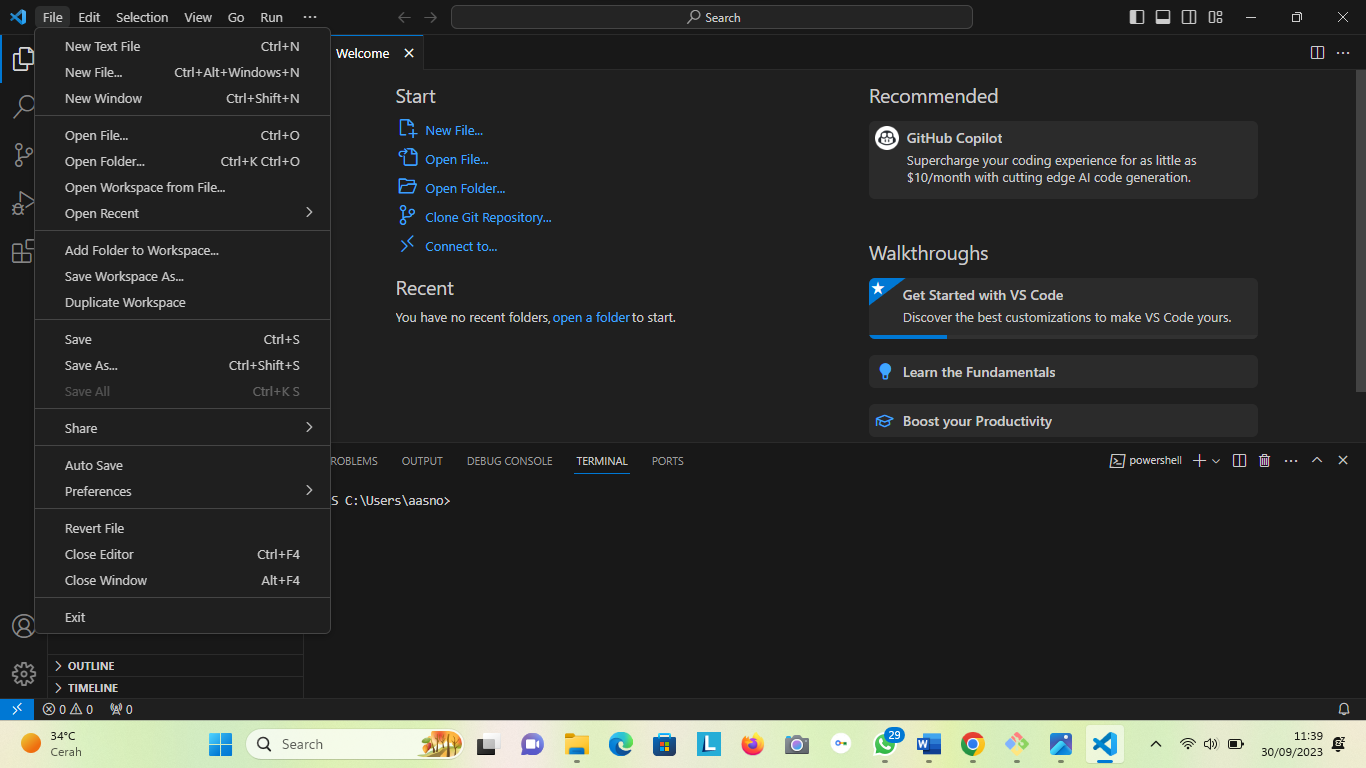 File Edit Selection View Go Run ···
Search
New Text File Ctrl+N
New File... Ctrl+Alt+Windows+N
New Window Ctrl+Shift+N
Open File... Ctrl+O
Open Folder... Ctrl+K Ctrl+O
Open Workspace from File...
Open Recent
Add Folder to Workspace...
Save Workspace As...
Duplicate Workspace
Save Ctrl+S
Save As... Ctrl+Shift+S
Save All Ctrl+K S
Share
Auto Save
Preferences
Revert File
Close Editor Ctrl+F4
Close Window Alt+F4
Exit
OUTLINE
TIMELINE
Welcome
Start
New File...
Open File...
Open Folder...
Clone Git Repository...
Connect to...
Recent
You have no recent folders, open a folder to start.
Recommended
GitHub Copilot
Supercharge your coding experience for as little as
$10/month with cutting edge AI code generation.
Walkthroughs
Get Started with VS Code
Discover the best customizations to make VS Code yours.
Learn the Fundamentals
Boost your Productivity
ROBLEMS OUTPUT DEBUG CONSOLE TERMINAL PORTS
powershell
S C:\Users\aasno>
0 0 0
34°C
Cerah
Search
29
11:39
30/09/2023